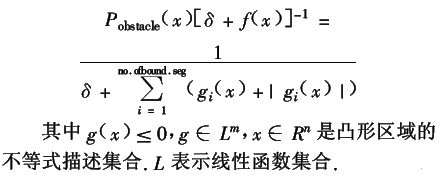 P_obstacle(x)[δ + f(x)]^{-1} =
1
no.ofbound.seg
δ + ∑ (g_i(x) + | g_i(x) |)
i = 1
其中 g(x) ≤ 0, g ∈ L^m, x ∈ R^n 是凸形区域的
不等式描述集合. L 表示线性函数集合.